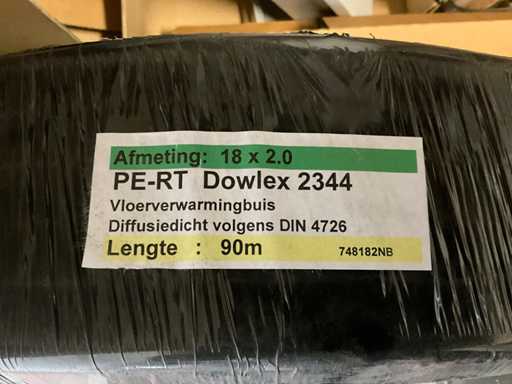 Afmeting: 18 x 2.0
PE-RT Dowlex 2344
Vloerverwarmingbuis
Diffusiedicht volgens DIN 4726
Lengte : 90m 748182NB